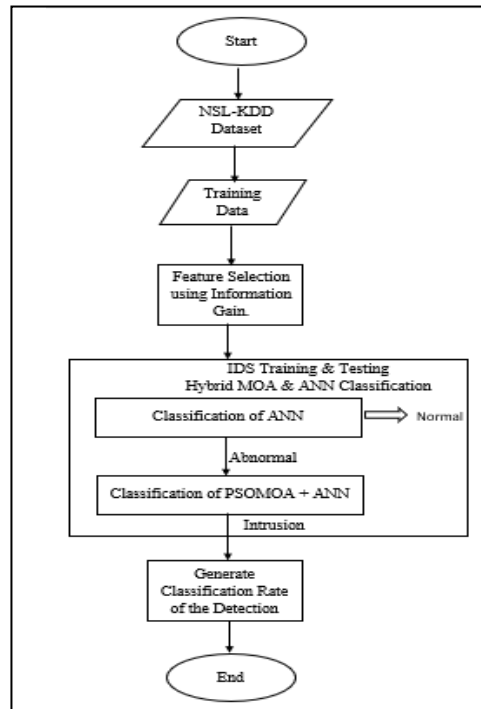 Start
NSL-KDD
Dataset
Training
Data
Feature Selection
using Information
Gain.
IDS Training & Testing
Hybrid MOA & ANN Classification
Classification of ANN
Normal
Abnormal
Classification of PSOMOA + ANN
Intrusion
Generate
Classification Rate
of the Detection
End